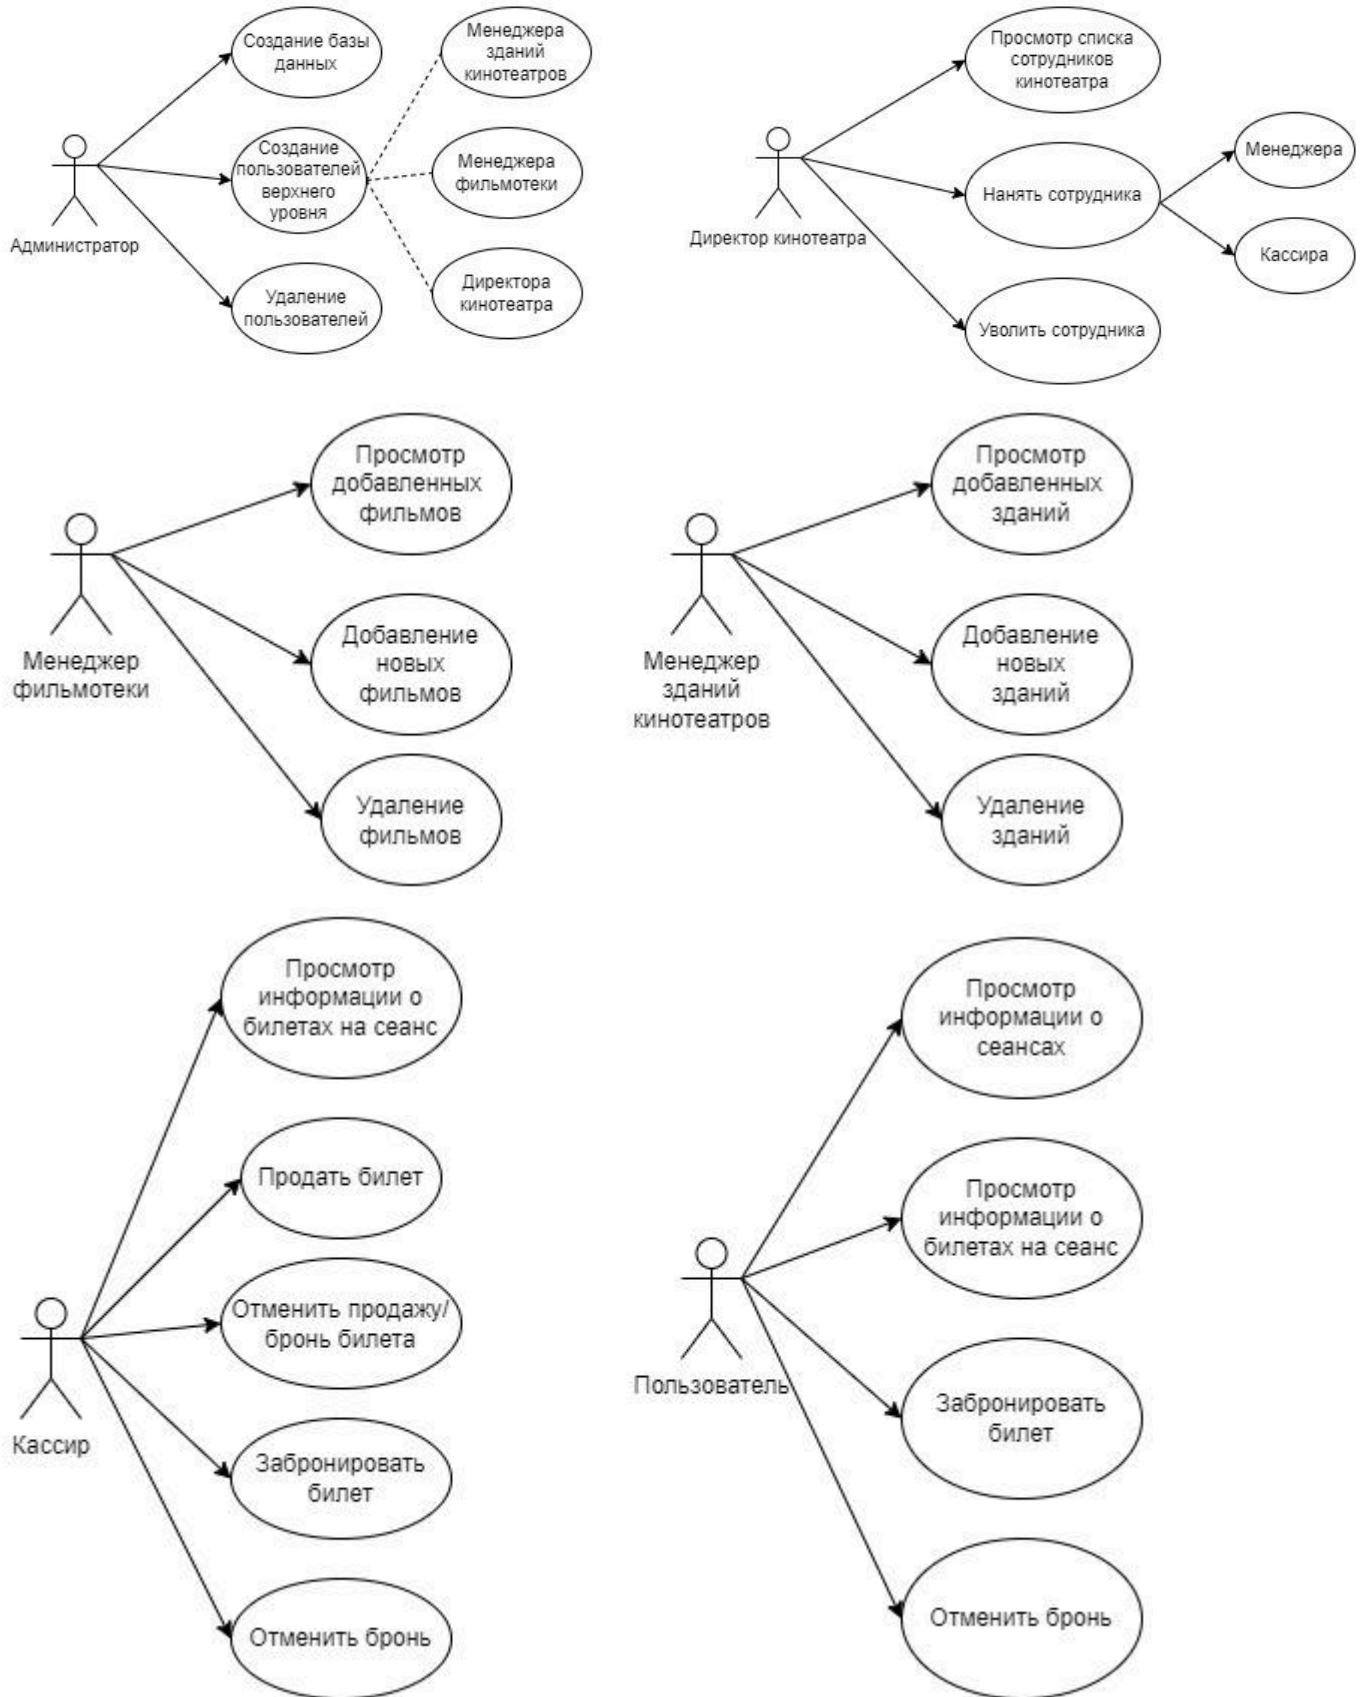 Создание базы
данных
Менеджера
зданий
кинотеатров
Создание
пользователей
верхнего
уровня
Менеджера
фильмотеки
Администратор
Удаление
пользователей
Директора
кинотеатра
Просмотр списка
сотрудников
кинотеатра
Менеджера
Нанять сотрудника
Директор кинотеатра
Кассира
Уволить сотрудника
Просмотр
добавленных
фильмов
Добавление
новых
фильмов
Менеджер
фильмотеки
Удаление
фильмов
Просмотр
добавленных
зданий
Добавление
новых
зданий
Менеджер
зданий
кинотеатров
Удаление
зданий
Просмотр
информации о
билетах на сеанс
Продать билет
Отменить продажу/
бронь билета
Кассир
Забронировать
билет
Отменить бронь
Просмотр
информации о
сеансах
Просмотр
информации о
билетах на сеанс
Пользователь
Забронировать
билет
Отменить бронь